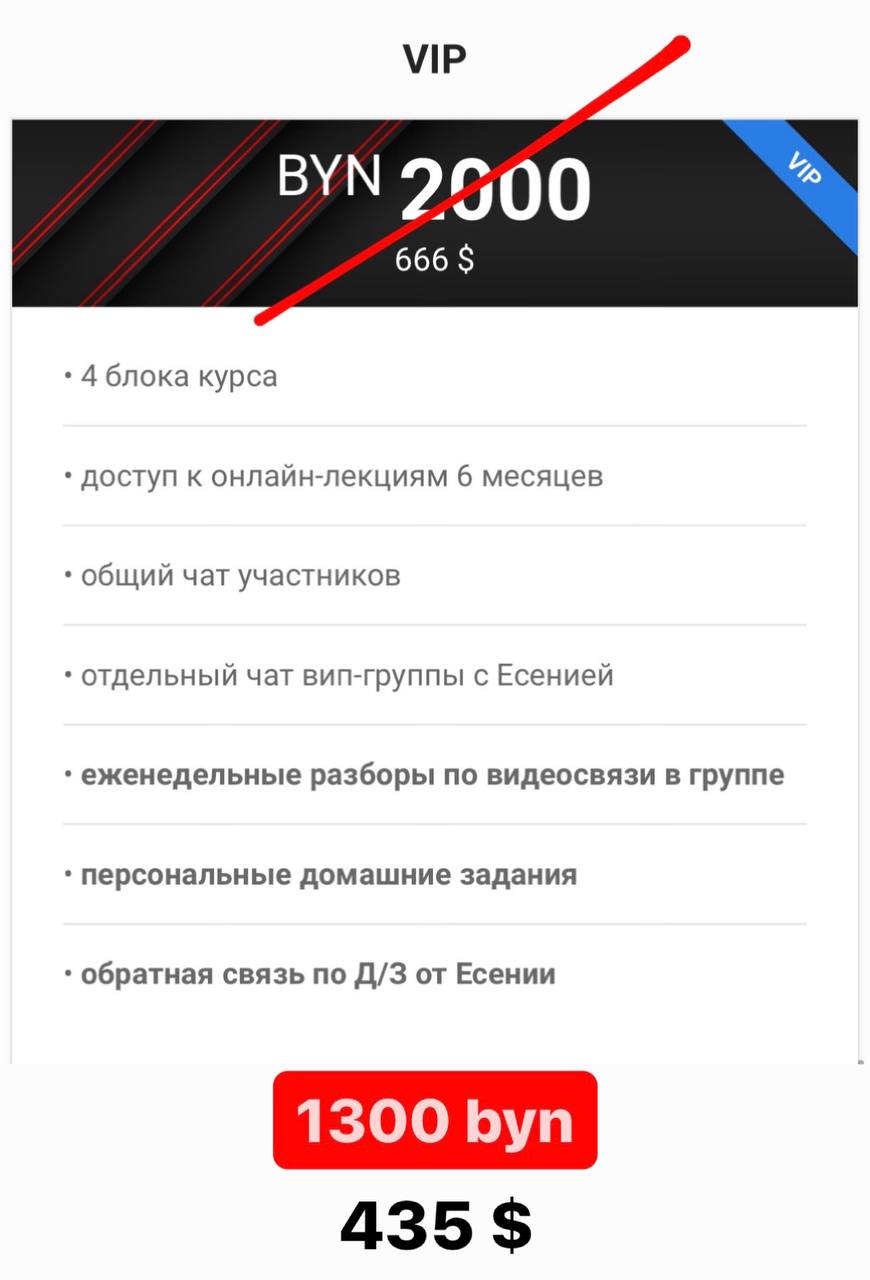 VIP
BYN 2000
VIP
666 $
• 4 блока курса
• доступ к онлайн-лекциям 6 месяцев
• общий чат участников
• отдельный чат вип-группы с Есенией
• еженедельные разборы по видеосвязи в группе
• персональные домашние задания
• обратная связь по Д/З от Есении
1300 byn
435 $